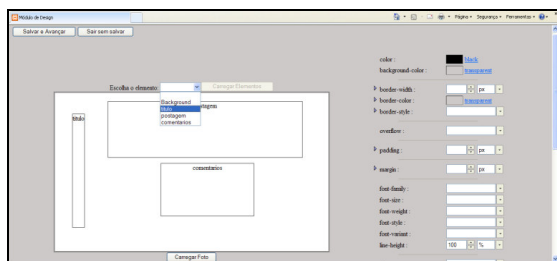 Módulo de Design
Página
Segurança
Ferramentas
Salvar e Avançar
Sair sem salvar
color :
black
background-color :
transparent
Escolha o elemento:
Carregar Elementos
Background
titulo
postagem
comentarios
titulo
comentarios
border-width :
px
border-color :
transparent
border-style :
overflow :
padding :
px
margin :
px
font-family :
font-size :
font-weight :
font-style :
font-variant :
line-height :
100
%
Carregar Foto